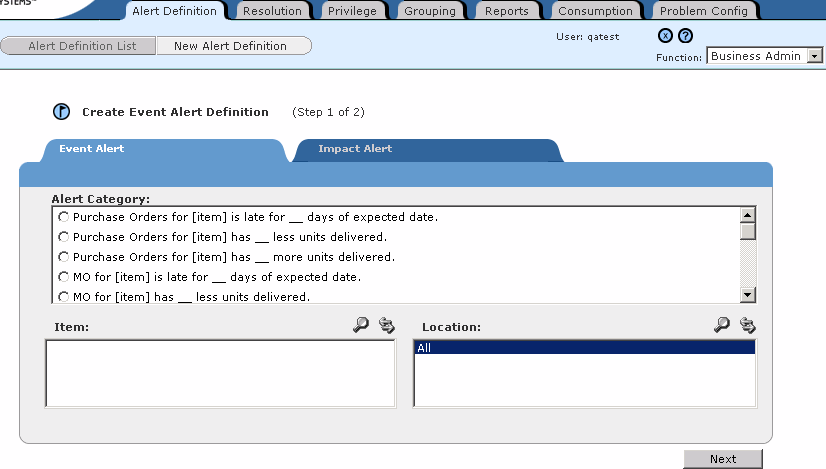 SYSTEMS
Alert Definition Resolution Privilege Grouping Reports Consumption Problem Config
Alert Definition List New Alert Definition User: qatest
Function: Business Admin
Create Event Alert Definition (Step 1 of 2)
Event Alert Impact Alert
Alert Category:
Purchase Orders for [item] is late for __ days of expected date.
Purchase Orders for [item] has __ less units delivered.
Purchase Orders for [item] has __ more units delivered.
MO for [item] is late for __ days of expected date.
MO for [item] has __ less units delivered.
Item: Location:
All
Next